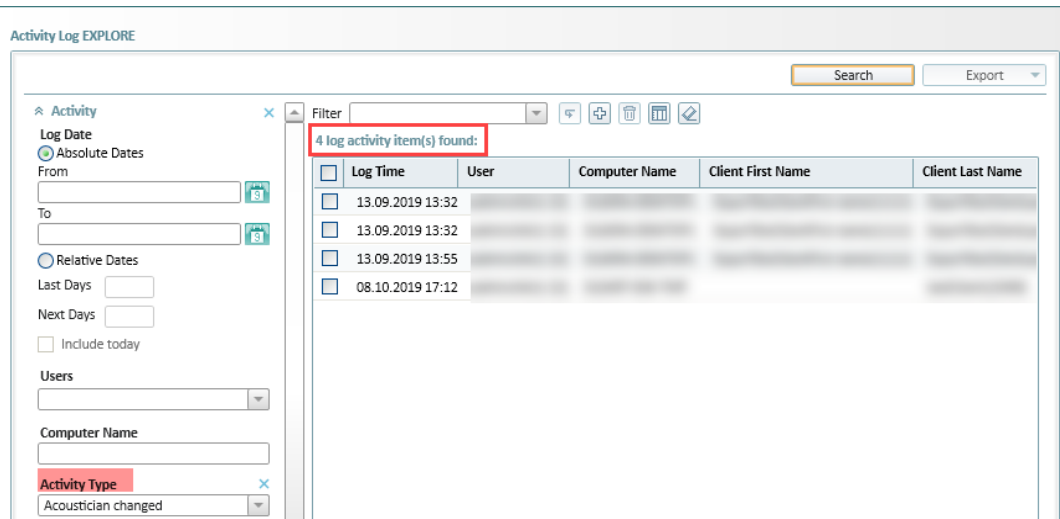 Activity Log EXPLORE
Search
Export
Activity
Log Date
Absolute Dates
From
To
Relative Dates
Last Days
Next Days
Include today
Users
Computer Name
Activity Type
Acoustician changed
Filter
4 log activity item(s) found:
Log Time User Computer Name Client First Name Client Last Name
13.09.2019 13:32
13.09.2019 13:32
13.09.2019 13:55
08.10.2019 17:12